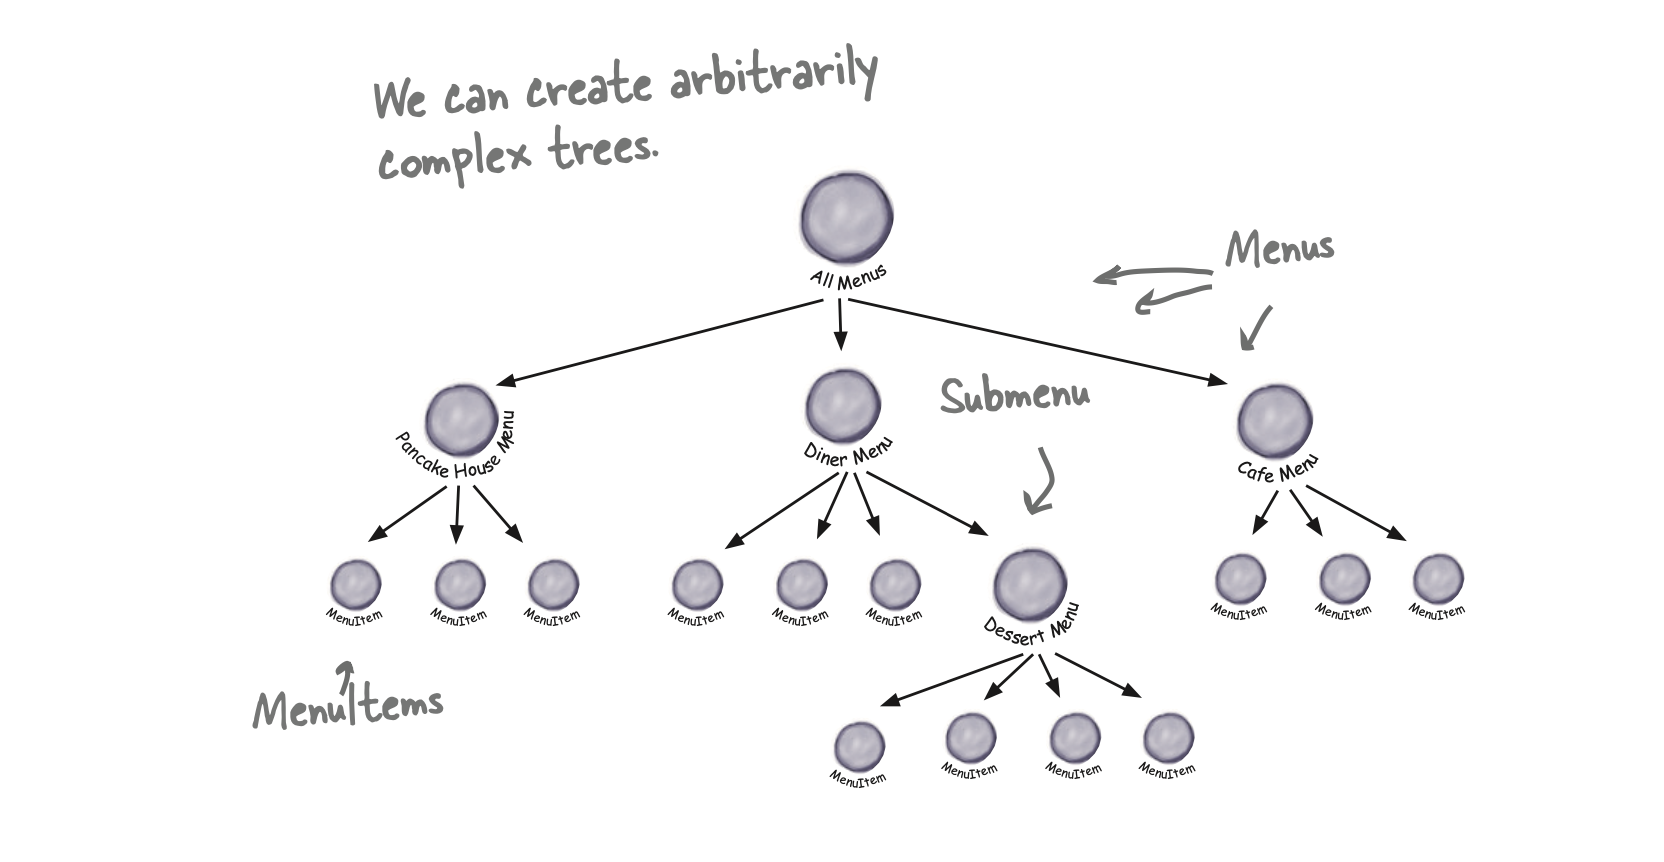 We can create arbitrarily
complex trees.
All Menus
Menus
Submenu
Pancake House Menu
Diner Menu
Cafe Menu
MenuItem
MenuItem
MenuItem
MenuItem
MenuItem
MenuItem
Dessert Menu
MenuItem
MenuItem
MenuItem
MenuItems
MenuItem
MenuItem
MenuItem
MenuItem